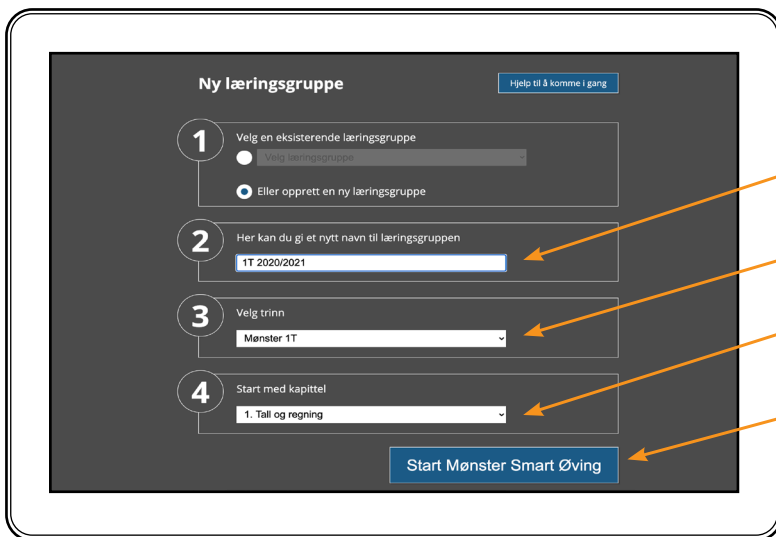 Ny læringsgruppe
Hjelp til å komme i gang
1
Velg en eksisterende læringsgruppe
Velg læringsgruppe
Eller opprett en ny læringsgruppe
2
Her kan du gi et nytt navn til læringsgruppen
1T 2020/2021
3
Velg trinn
Mønster 1T
4
Start med kapittel
1. Tall og regning
Start Mønster Smart Øving